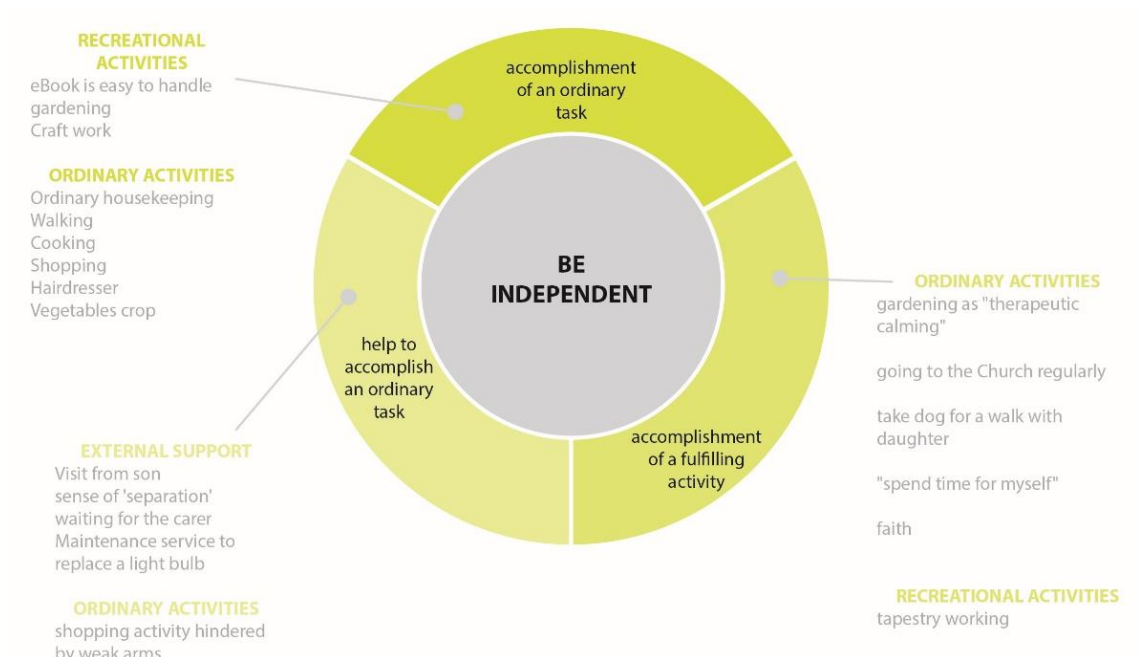 RECREATIONAL
ACTIVITIES
eBook is easy to handle
gardening
Craft work
ORDINARY ACTIVITIES
Ordinary housekeeping
Walking
Cooking
Shopping
Hairdresser
Vegetables crop
EXTERNAL SUPPORT
Visit from son
sense of 'separation'
waiting for the carer
Maintenance service to
replace a light bulb
ORDINARY ACTIVITIES
shopping activity hindered
by weak arms
accomplishment
of an ordinary
task
BE
INDEPENDENT
help to
accomplish
an ordinary
task
accomplishment
of a fulfilling
activity
ORDINARY ACTIVITIES
gardening as "therapeutic
calming"
going to the Church regularly
take dog for a walk with
daughter
"spend time for myself"
faith
RECREATIONAL ACTIVITIES
tapestry working